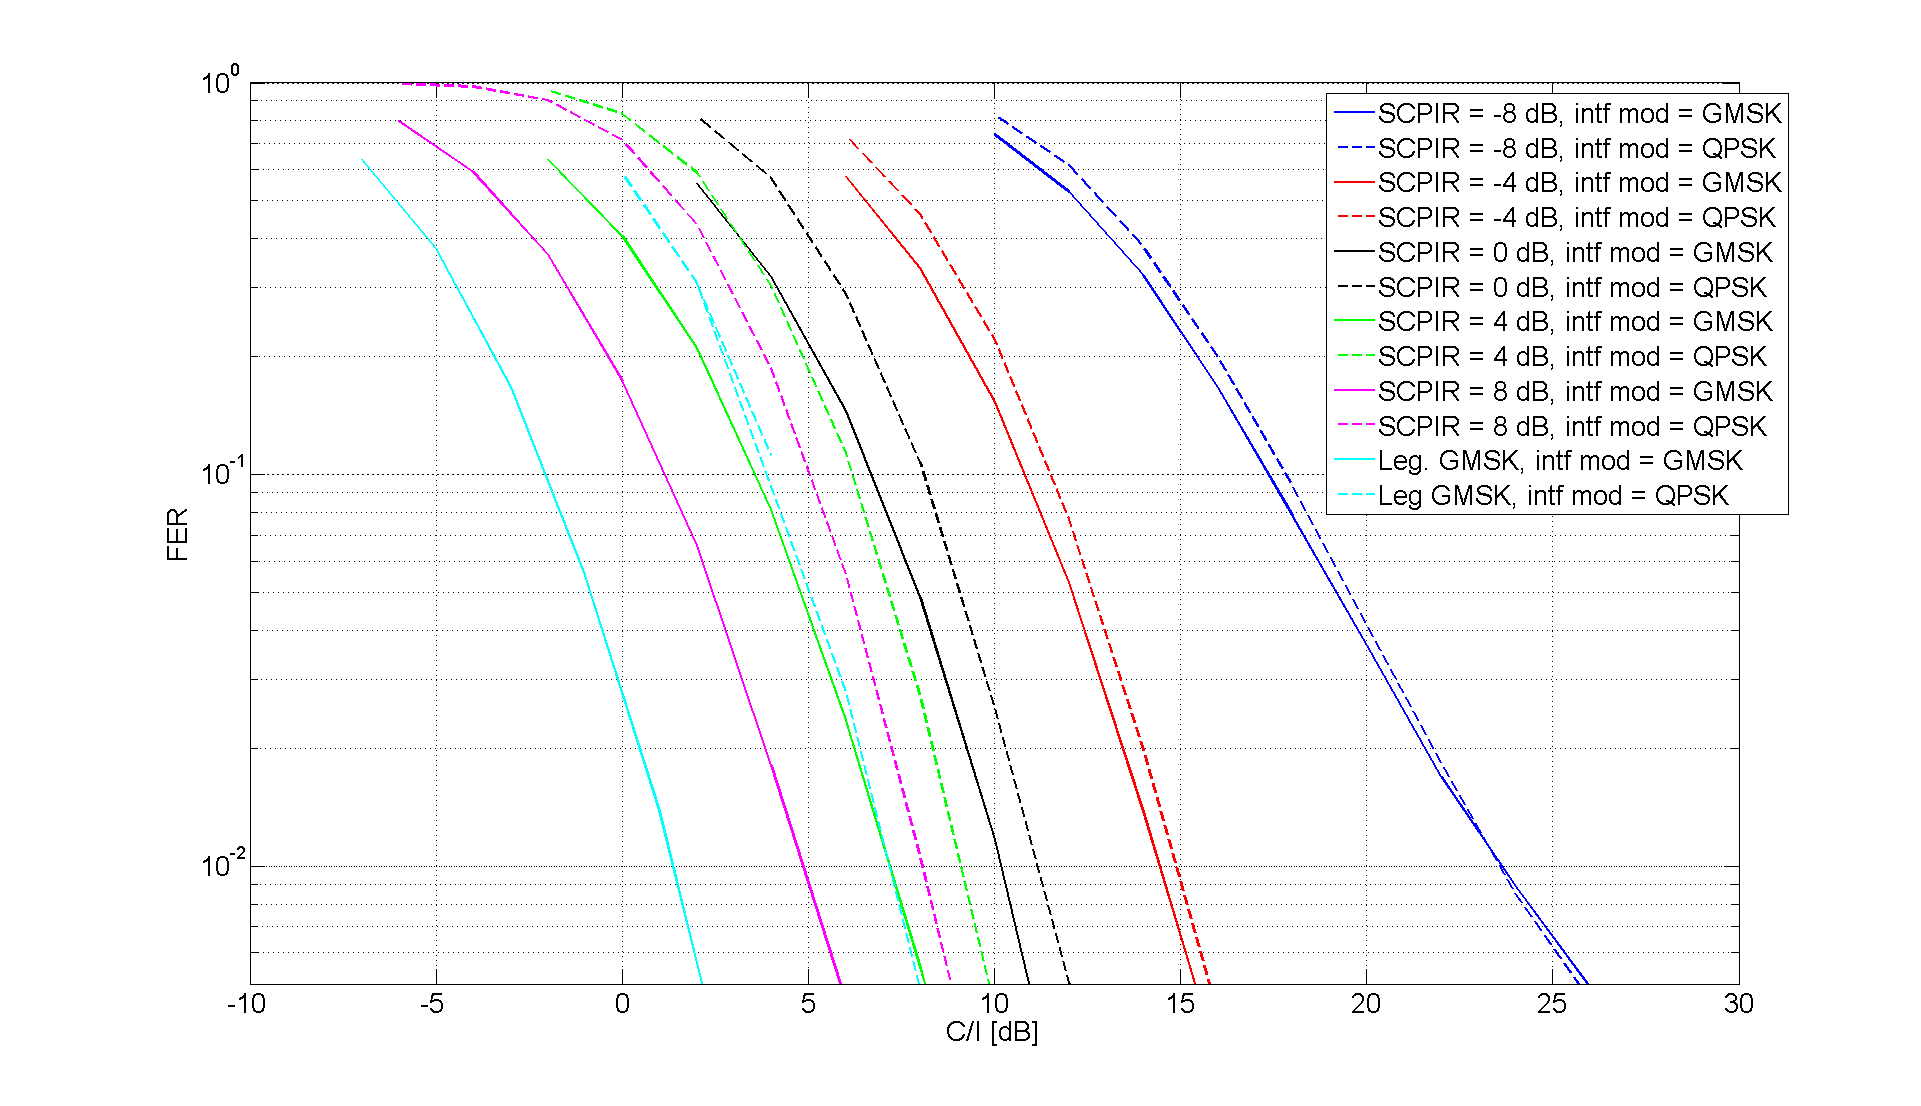 10^0
10^-1
10^-2
FER
-10 -5 0 5 10 15 20 25 30
C/I [dB]
SCPIR = -8 dB, intf mod = GMSK
SCPIR = -8 dB, intf mod = QPSK
SCPIR = -4 dB, intf mod = GMSK
SCPIR = -4 dB, intf mod = QPSK
SCPIR = 0 dB, intf mod = GMSK
SCPIR = 0 dB, intf mod = QPSK
SCPIR = 4 dB, intf mod = GMSK
SCPIR = 4 dB, intf mod = QPSK
SCPIR = 8 dB, intf mod = GMSK
SCPIR = 8 dB, intf mod = QPSK
Leg. GMSK, intf mod = GMSK
Leg GMSK, intf mod = QPSK